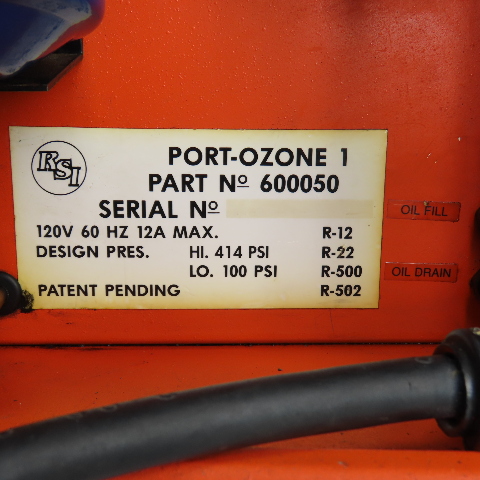 RSI
PORT-OZONE 1
PART Nº 600050
SERIAL Nº
120V 60 HZ 12A MAX. R-12
DESIGN PRES. HI. 414 PSI R-22
LO. 100 PSI R-500
PATENT PENDING R-502
OIL FILL
OIL DRAIN